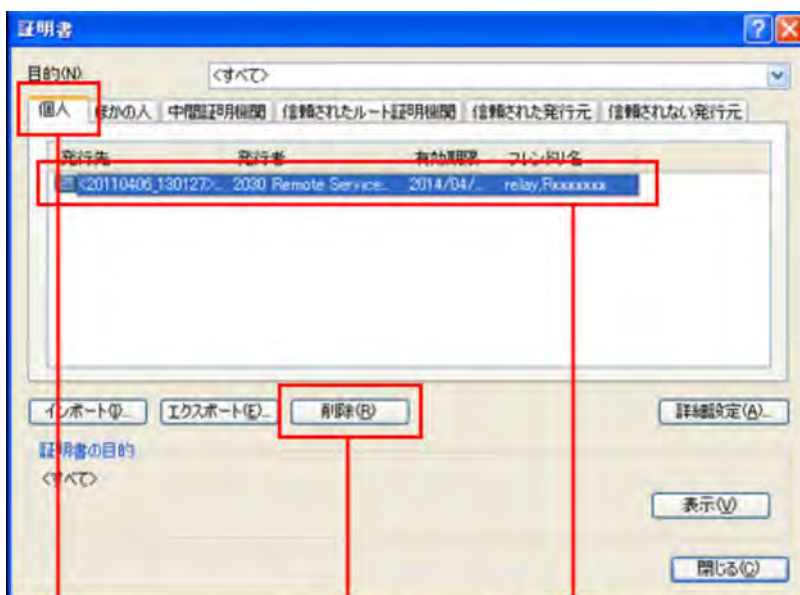 証明書
目的(N):
<すべて>
個人 ほかの人 中間証明機関 信頼されたルート証明機関 信頼された発行元 信頼されない発行元
発行先 発行者 有効期限 フレンドリ名
<20110406_130127>... 2030 Remote Service... 2014/04/... relay,Rxxxxxxx
インポート(I)... エクスポート(E)... 削除(R) 詳細設定(A)...
証明書の目的
<すべて>
表示(V)
閉じる(C)